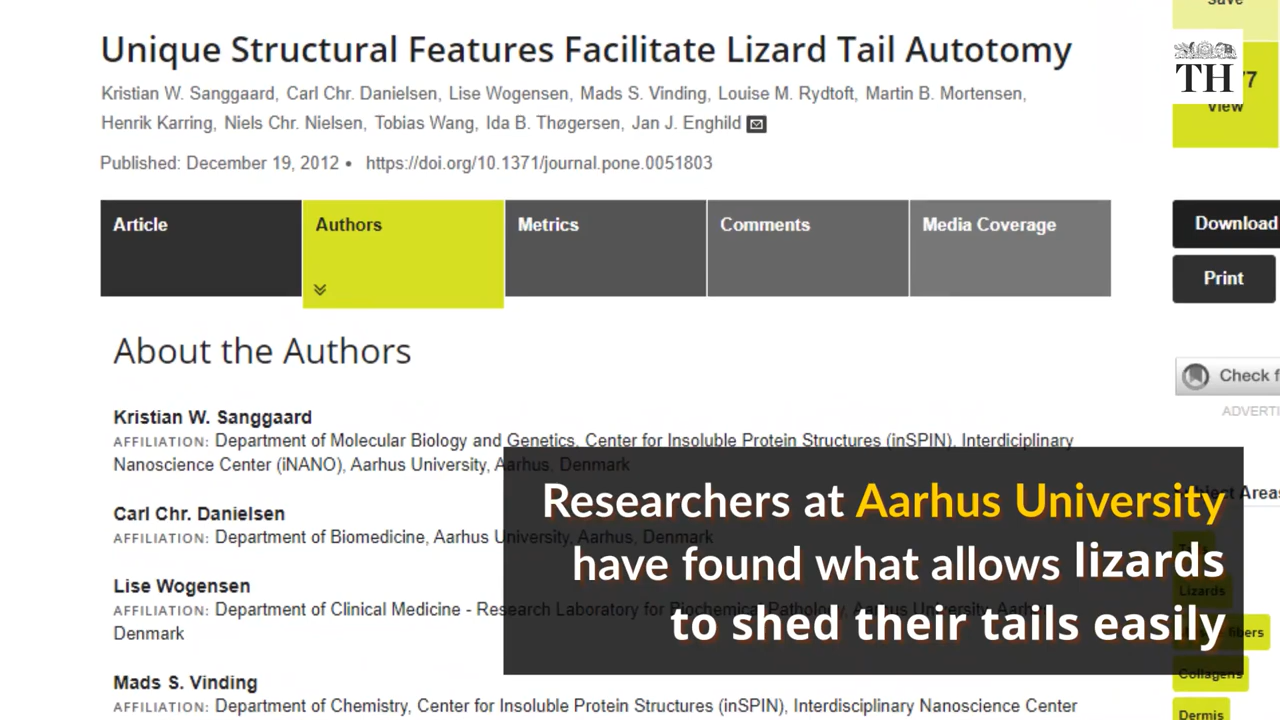 save
Unique Structural Features Facilitate Lizard Tail Autotomy
TH
77
View
Kristian W. Sanggaard, Carl Chr. Danielsen, Lise Wogensen, Mads S. Vinding, Louise M. Rydtoft, Martin B. Mortensen,
Henrik Karring, Niels Chr. Nielsen, Tobias Wang, Ida B. Thøgersen, Jan J. Enghild
Published: December 19, 2012 • https://doi.org/10.1371/journal.pone.0051803
Article Authors Metrics Comments Media Coverage
Download
Print
About the Authors
Check f
ADVERTI
Kristian W. Sanggaard
AFFILIATION: Department of Molecular Biology and Genetics, Center for Insoluble Protein Structures (inSPIN), Interdiciplinary
Nanoscience Center (iNANO), Aarhus University, Aarhus, Denmark
Researchers at Aarhus University
have found what allows lizards
to shed their tails easily
Carl Chr. Danielsen
AFFILIATION: Department of Biomedicine, Aarhus University, Aarhus, Denmark
Lise Wogensen
AFFILIATION: Department of Clinical Medicine - Research Laboratory for Biochemical Pathology, Aarhus University, Aarhus,
Denmark
Mads S. Vinding
AFFILIATION: Department of Chemistry, Center for Insoluble Protein Structures (inSPIN), Interdisciplinary Nanoscience Center
Areas
Lizards
fibers
Collagens
Dermis